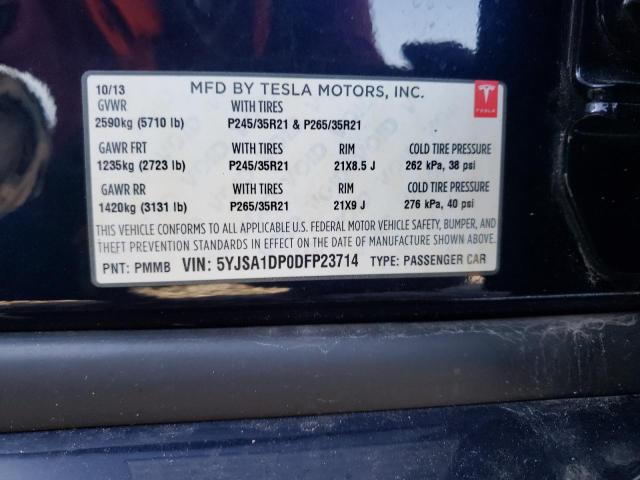 10/13 MFD BY TESLA MOTORS, INC.
GVWR WITH TIRES
2590kg (5710 lb) P245/35R21 & P265/35R21
TESLA
GAWR FRT WITH TIRES RIM COLD TIRE PRESSURE
1235kg (2723 lb) P245/35R21 21X8.5 J 262 kPa, 38 psi
GAWR RR WITH TIRES RIM COLD TIRE PRESSURE
1420kg (3131 lb) P265/35R21 21X9 J 276 kPa, 40 psi
THIS VEHICLE CONFORMS TO ALL APPLICABLE U.S. FEDERAL MOTOR VEHICLE SAFETY, BUMPER, AND
THEFT PREVENTION STANDARDS IN EFFECT ON THE DATE OF MANUFACTURE SHOWN ABOVE.
PNT: PMMB VIN: 5YJSA1DP0DFP23714 TYPE: PASSENGER CAR